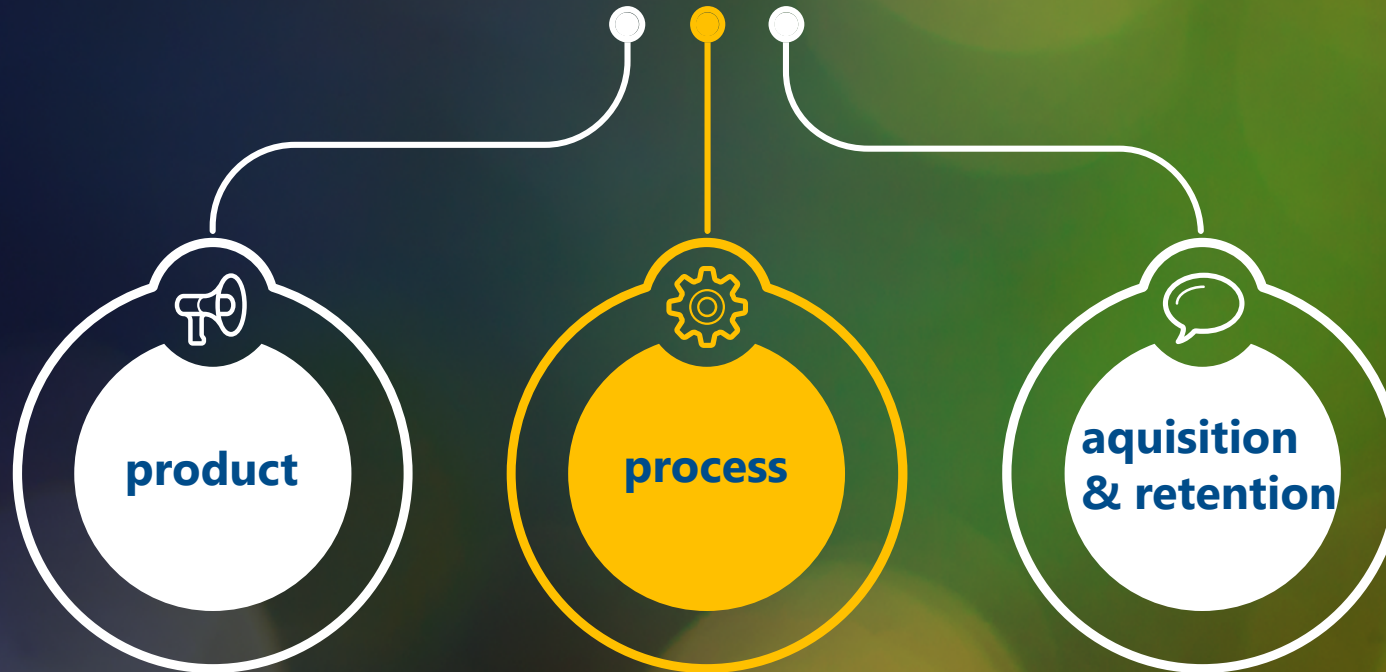 product
process
aquisition
& retention